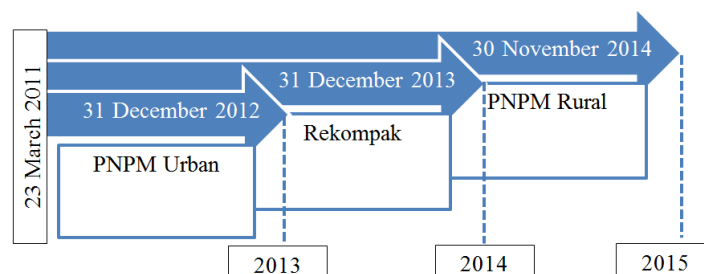 23 March 2011
30 November 2014
31 December 2013
31 December 2012
PNPM Rural
Rekompak
PNPM Urban
2013
2014
2015